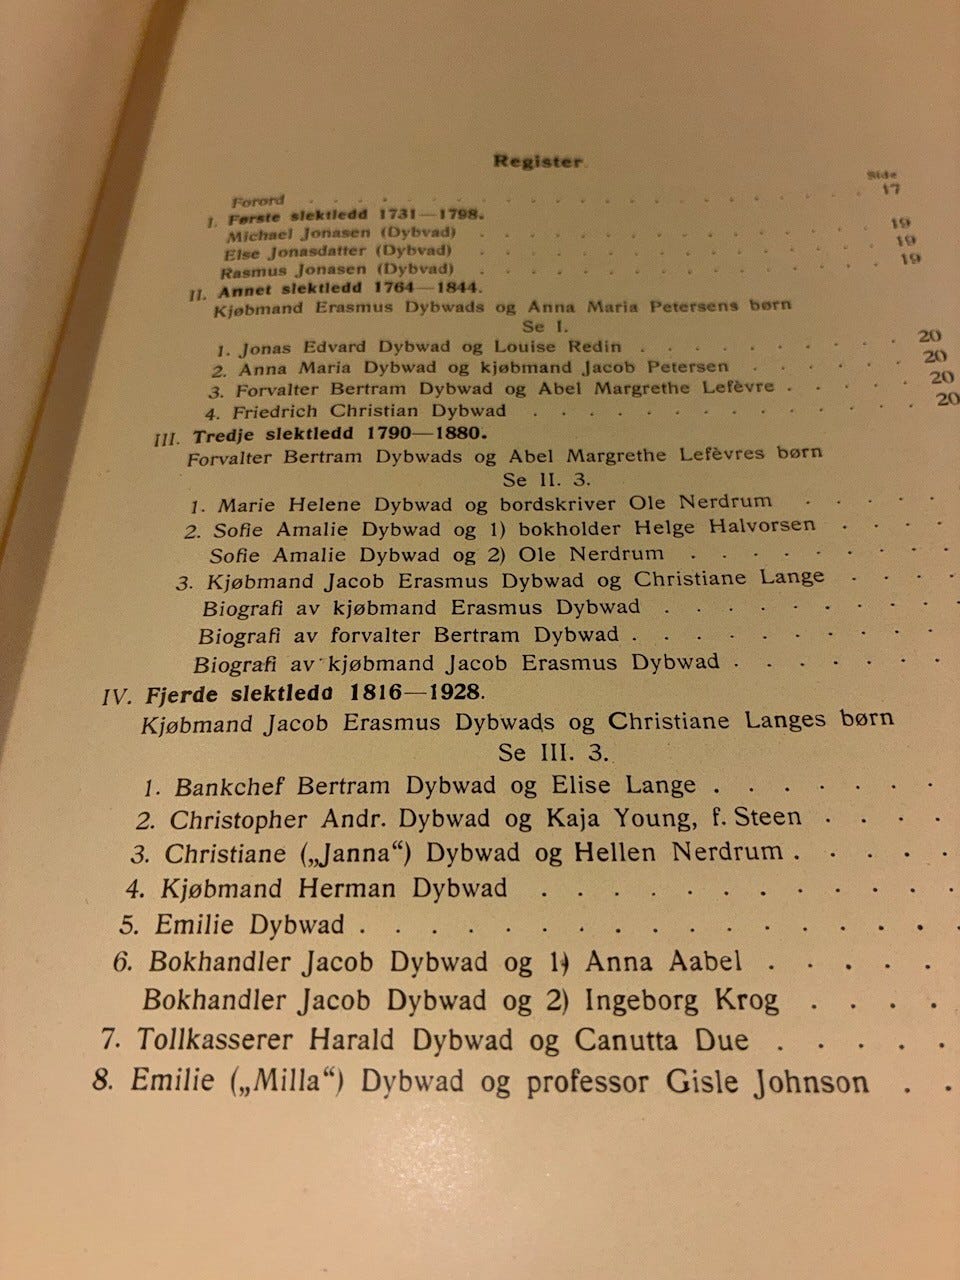 Register
Side
Forord . . . . . . . . . . . . . . . . 17
I. Første slektledd 1731—1798.
Michael Jonasen (Dybvad) . . . . . . . . . . . 19
Else Jonasdatter (Dybvad) . . . . . . . . . . . 19
Rasmus Jonasen (Dybvad) . . . . . . . . . . . 19
II. Annet slektledd 1764—1844.
Kjøbmand Erasmus Dybwads og Anna Maria Petersens børn
Se I.
1. Jonas Edvard Dybwad og Louise Redin . . . . . . . . 20
2. Anna Maria Dybwad og kjøbmand Jacob Petersen . . . . . 20
3. Forvalter Bertram Dybwad og Abel Margrethe Lefèvre . . . . 20
4. Friedrich Christian Dybwad . . . . . . . . . . . 20
III. Tredje slektledd 1790—1880.
Forvalter Bertram Dybwads og Abel Margrethe Lefèvres børn
Se II. 3.
1. Marie Helene Dybwad og bordskriver Ole Nerdrum . . . .
2. Sofie Amalie Dybwad og 1) bokholder Helge Halvorsen . . . .
Sofie Amalie Dybwad og 2) Ole Nerdrum . . . . . . . .
3. Kjøbmand Jacob Erasmus Dybwad og Christiane Lange . . . .
Biografi av kjøbmand Erasmus Dybwad . . . . . . . . .
Biografi av forvalter Bertram Dybwad . . . . . . . . .
Biografi av kjøbmand Jacob Erasmus Dybwad . . . . . . .
IV. Fjerde slektledd 1816—1928.
Kjøbmand Jacob Erasmus Dybwads og Christiane Langes børn
Se III. 3.
1. Bankchef Bertram Dybwad og Elise Lange . . . . . . .
2. Christopher Andr. Dybwad og Kaja Young, f. Steen . . . .
3. Christiane („Janna“) Dybwad og Hellen Nerdrum . . . . .
4. Kjøbmand Herman Dybwad . . . . . . . . . . .
5. Emilie Dybwad . . . . . . . . . . . . . . .
6. Bokhandler Jacob Dybwad og 1) Anna Aabel . . . . .
Bokhandler Jacob Dybwad og 2) Ingeborg Krog . . . .
7. Tollkasserer Harald Dybwad og Canutta Due . . . . .
8. Emilie („Milla“) Dybwad og professor Gisle Johnson . .